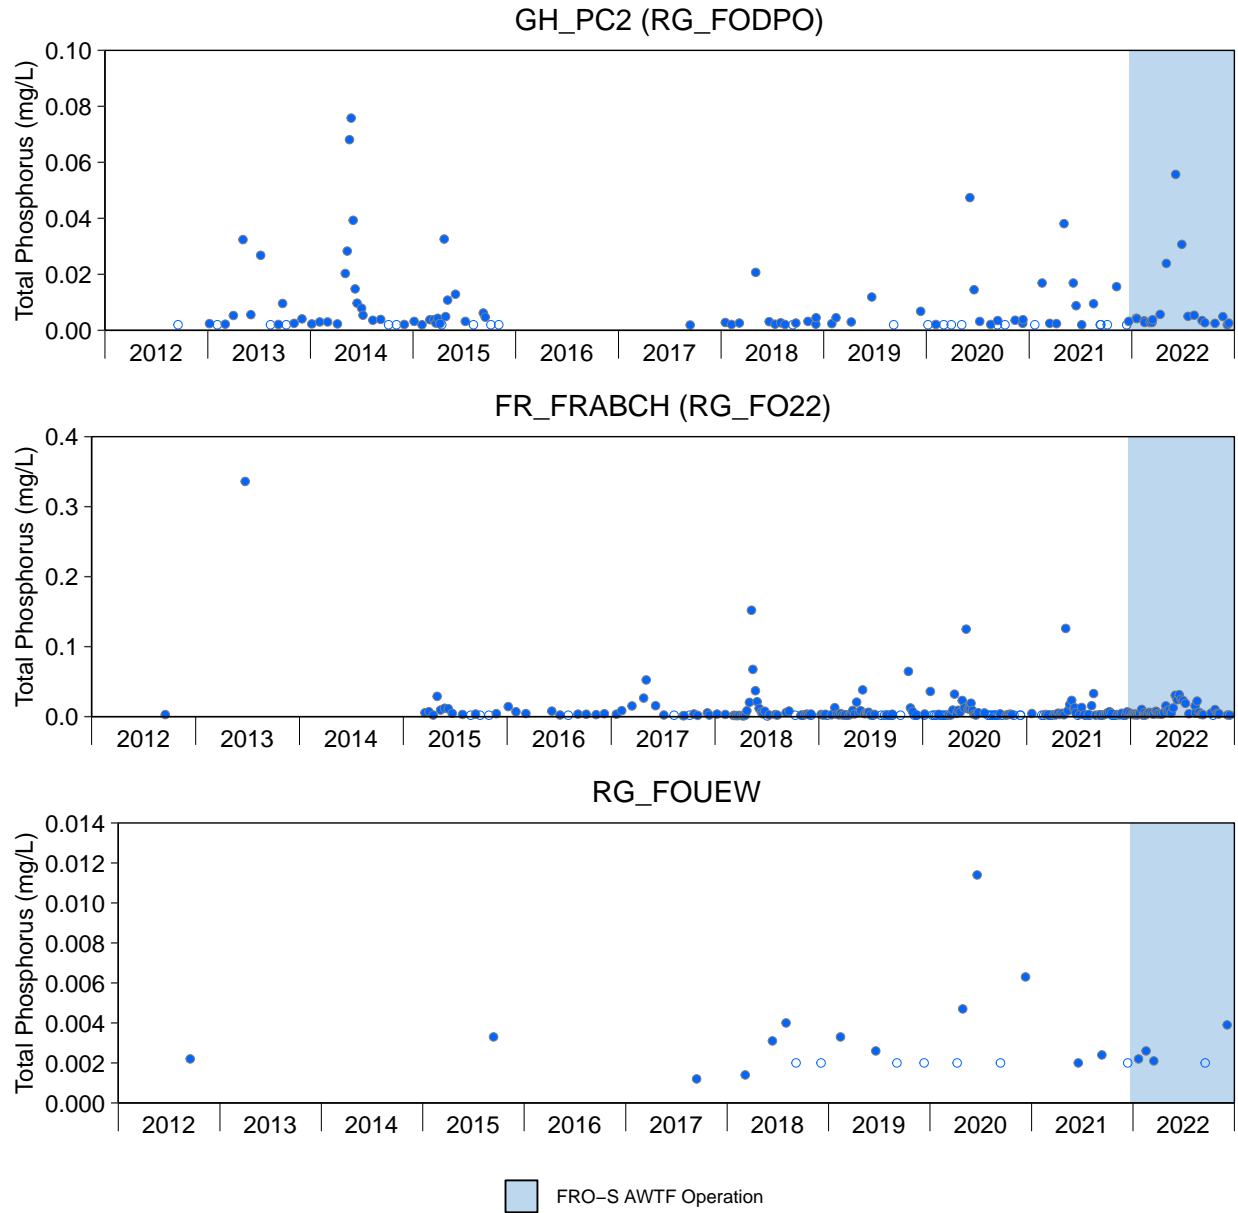 GH_PC2 (RG_FODPO)
Total Phosphorus (mg/L)
0.10
0.08
0.06
0.04
0.02
0.00
2012 2013 2014 2015 2016 2017 2018 2019 2020 2021 2022
FR_FRABCH (RG_FO22)
Total Phosphorus (mg/L)
0.4
0.3
0.2
0.1
0.0
2012 2013 2014 2015 2016 2017 2018 2019 2020 2021 2022
RG_FOUEW
Total Phosphorus (mg/L)
0.014
0.012
0.010
0.008
0.006
0.004
0.002
0.000
2012 2013 2014 2015 2016 2017 2018 2019 2020 2021 2022
FRO−S AWTF Operation